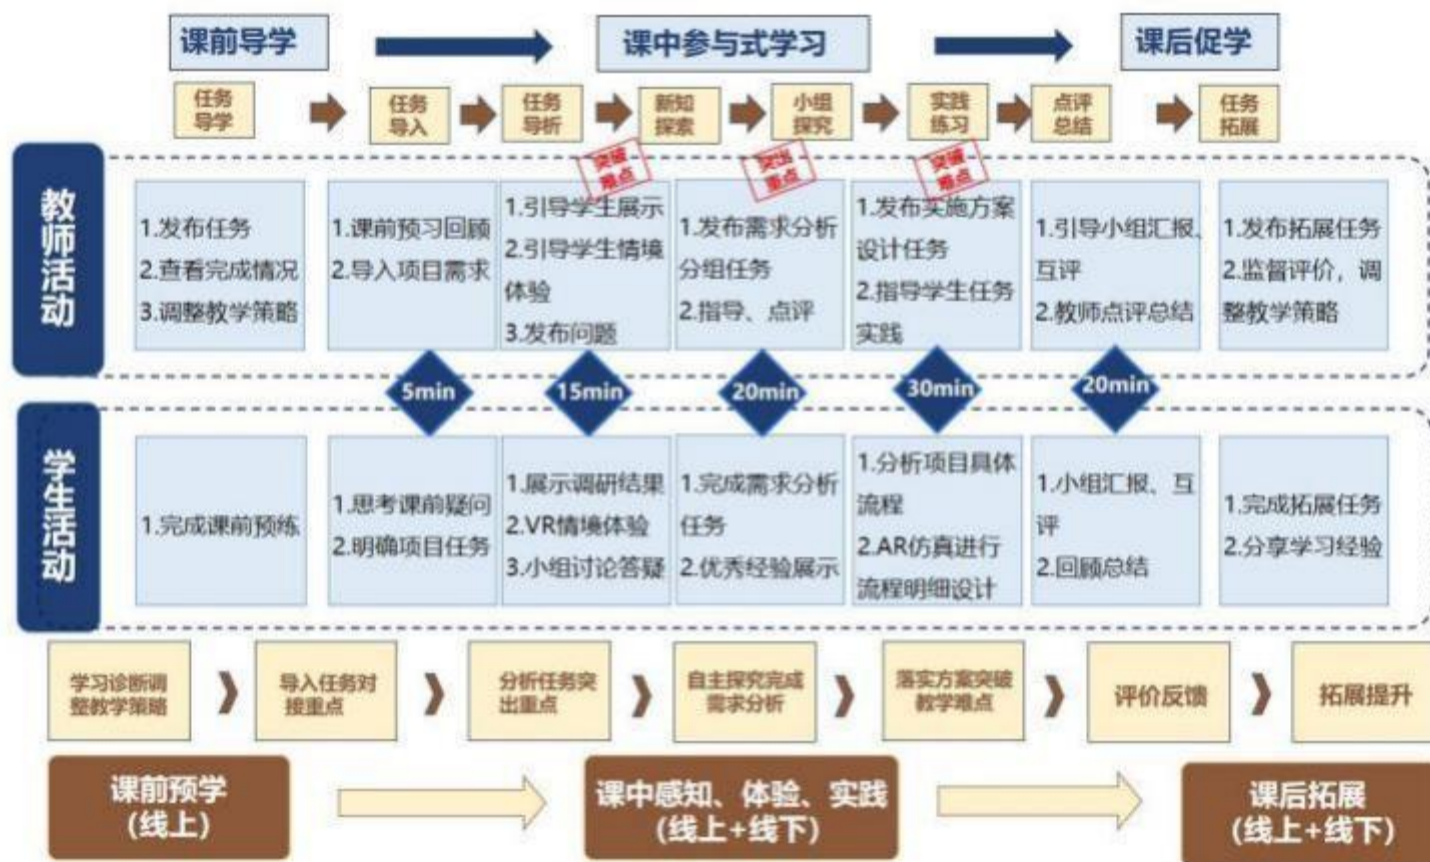 课前导学
课中参与式学习
课后促学
任务
导学
任务
导入
任务
导析
新知
探索
小组
探究
实践
练习
点评
总结
任务
拓展
突破
难点
突出
重点
突破
难点
教师活动
1.发布任务
2.查看完成情况
3.调整教学策略
1.课前预习回顾
2.导入项目需求
1.引导学生展示
2.引导学生情境
体验
3.发布问题
1.发布需求分析
分组任务
2.指导、点评
1.发布实施方案
设计任务
2.指导学生任务
实践
1.引导小组汇报、
互评
2.教师点评总结
1.发布拓展任务
2.监督评价，调
整教学策略
5min
15min
20min
30min
20min
学生活动
1.完成课前预练
1.思考课前疑问
2.明确项目任务
1.展示调研结果
2.VR情境体验
3.小组讨论答疑
1.完成需求分析
任务
2.优秀经验展示
1.分析项目具体
流程
2.AR仿真进行
流程明细设计
1.小组汇报、互
评
2.回顾总结
1.完成拓展任务
2.分享学习经验
学习诊断调
整教学策略
导入任务对
接重点
分析任务突
出重点
自主探究完成
需求分析
落实方案突破
教学难点
评价反馈
拓展提升
课前预学
(线上)
课中感知、体验、实践
(线上+线下)
课后拓展
(线上+线下)